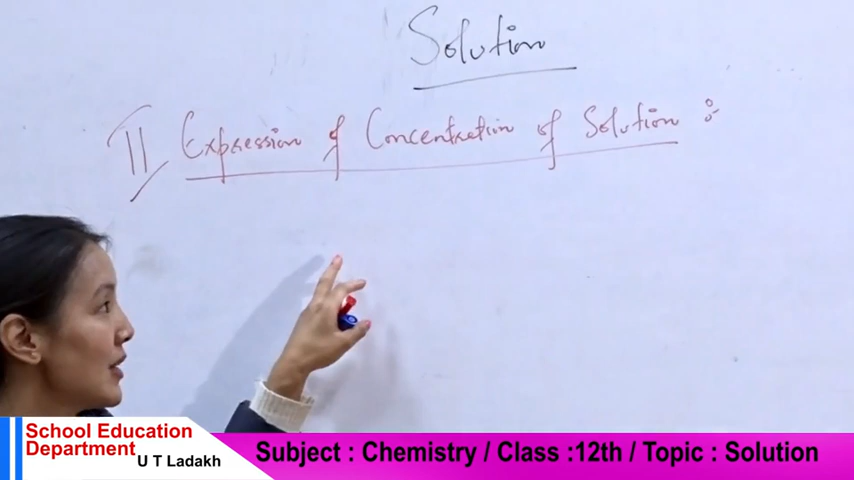 Solution
II Expression of Concentration of Solution :
School Education
Department
U T Ladakh
Subject : Chemistry / Class :12th / Topic : Solution